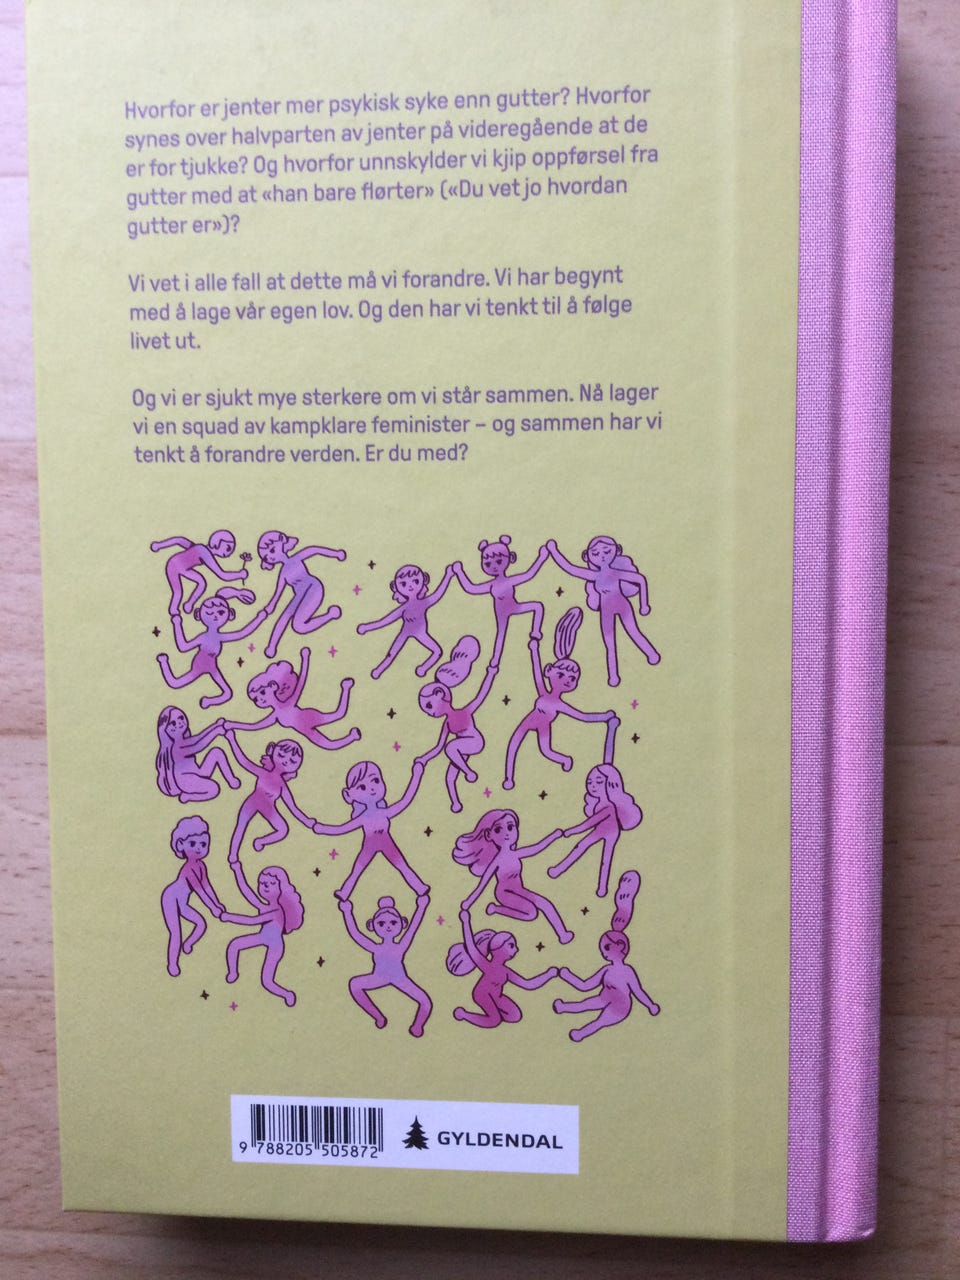 Hvorfor er jenter mer psykisk syke enn gutter? Hvorfor
synes over halvparten av jenter på videregående at de
er for tjukke? Og hvorfor unnskylder vi kjip oppførsel fra
gutter med at «han bare flørter» («Du vet jo hvordan
gutter er»)?
Vi vet i alle fall at dette må vi forandre. Vi har begynt
med å lage vår egen lov. Og den har vi tenkt til å følge
livet ut.
Og vi er sjukt mye sterkere om vi står sammen. Nå lager
vi en squad av kampklare feminister – og sammen har vi
tenkt å forandre verden. Er du med?
9 788205 505872
GYLDENDAL